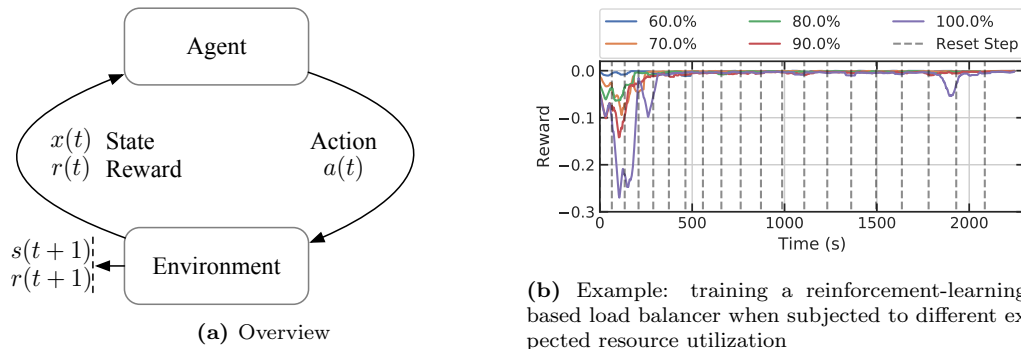 Agent
x(t) State
r(t) Reward
Action
a(t)
s(t+1)
r(t+1)
Environment
(a) Overview
60.0% 80.0% 100.0%
70.0% 90.0% Reset Step
Reward
0.0
−0.1
−0.2
−0.3
0 500 1000 1500 2000
Time (s)
(b) Example: training a reinforcement-learning
based load balancer when subjected to different ex-
pected resource utilization